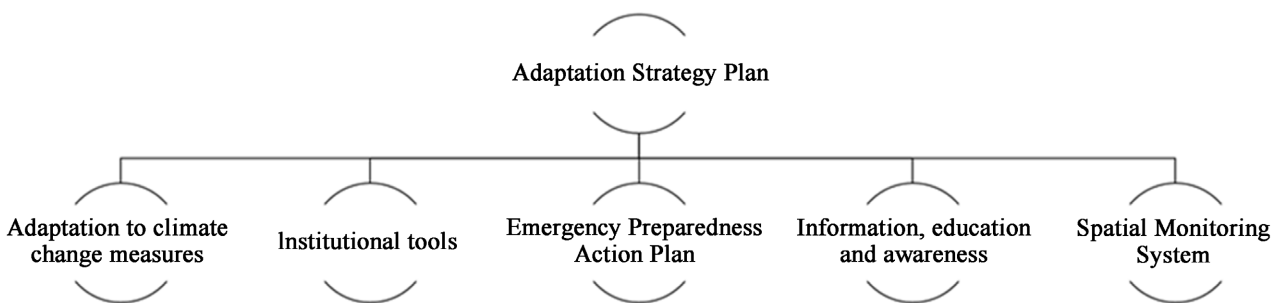 Adaptation Strategy Plan
Adaptation to climate
change measures
Institutional tools
Emergency Preparedness
Action Plan
Information, education
and awareness
Spatial Monitoring
System